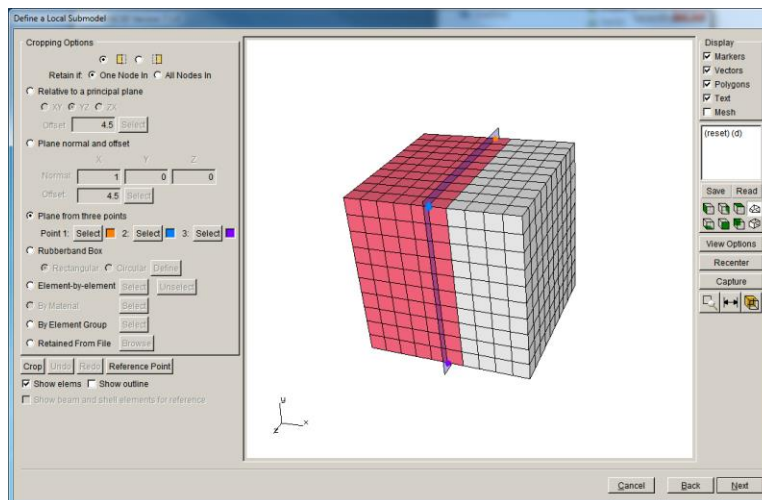 Define a Local Submodel
Cropping Options
Retain if: One Node In All Nodes In
Relative to a principal plane
XY YZ ZX
Offset: 4.5 Select
Plane normal and offset
X Y Z
Normal: 1 0 0
Offset: 4.5 Select
Plane from three points
Point 1: Select 2: Select 3: Select
Rubberband Box
Rectangular Circular Define
Element-by-element Select Unselect
By Material Select
By Element Group Select
Retained From File Browse
Crop Undo Redo Reference Point
Show elems Show outline
Show beam and shell elements for reference
y
z x
Display
Markers
Vectors
Polygons
Text
Mesh
(reset) (d)
Save Read
View Options
Recenter
Capture
Cancel Back Next